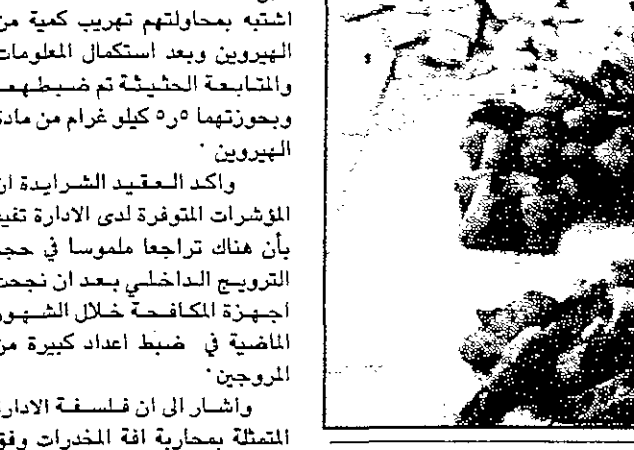 اشتبه بمحاولتهم تهريب كمية من
الهيروين وبعد استكمال المعلومات
والمتابعة الحثيثة تم ضبطهمـ
وبحوزتهما ٥ر٥ كيلو غرام من مادة
الهيروين ·
واكد العقيد الشرايدة ان
المؤشرات المتوفرة لدى الادارة تفيد
بأن هناك تراجعا ملموسا في حجم
الترويج الداخلي بعد ان نجحت
اجهزة المكافحة خلال الشهور
الماضية في ضبط اعداد كبيرة من
المروجين ·
واشار الى ان فلسفة الادارة
المتمثلة بمحاربة افة المخدرات وفق